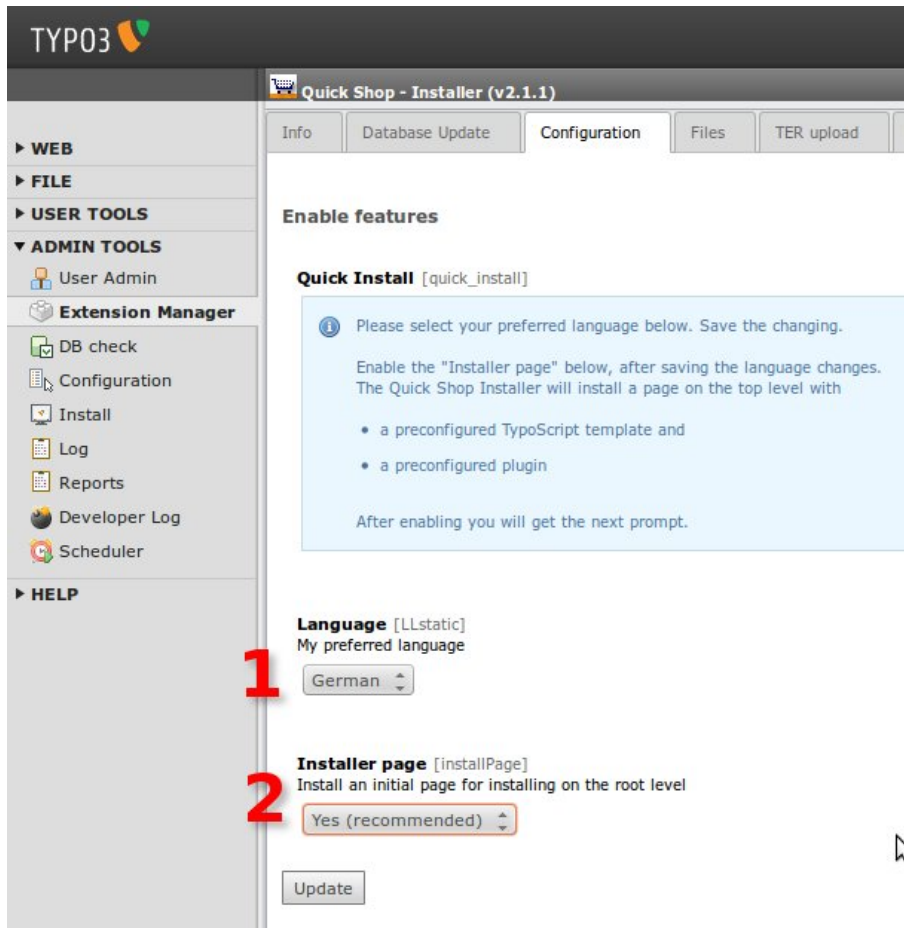 TYPO3
Quick Shop - Installer (v2.1.1)
Info
Database Update
Configuration
Files
TER upload
WEB
FILE
USER TOOLS
ADMIN TOOLS
User Admin
Extension Manager
DB check
Configuration
Install
Log
Reports
Developer Log
Scheduler
HELP
Enable features
Quick Install [quick_install]
Please select your preferred language below. Save the changing.
Enable the "Installer page" below, after saving the language changes.
The Quick Shop Installer will install a page on the top level with
• a preconfigured TypoScript template and
• a preconfigured plugin
After enabling you will get the next prompt.
Language [LLstatic]
My preferred language
1
German
Installer page [installPage]
Install an initial page for installing on the root level
2
Yes (recommended)
Update